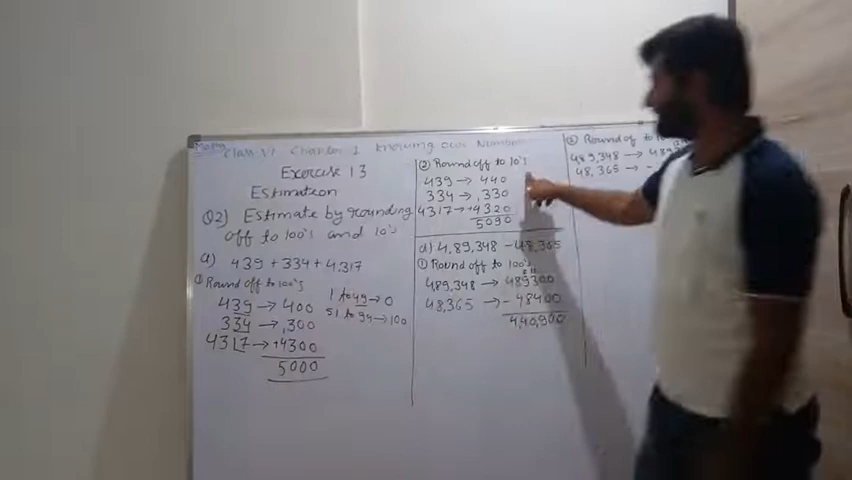 Maths Class VI Chapter 1 Knowing our Numbers
Exercise 1.3
Estimation
Q2) Estimate by rounding
off to 100's and 10's
a) 439 + 334 + 4,317
① Round off to 100's
439 → 400
334 → ,300
4317 → +4300
5000
1 to 49 → 0
51 to 99 → 100
② Round off to 10's
439 → 440
334 → ,330
4317 → +4320
5090
d) 4,89,348 - 48,365
① Round off to 100's
489,348 → 489300
48,365 → - 48400
4,40,900
② Round of to
489,348 →
48,365 → -